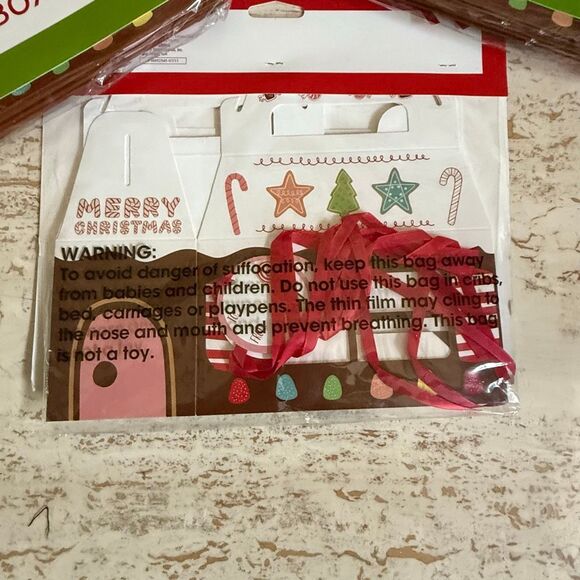 BOX
MERRY
CHRISTMAS
WARNING:
To avoid danger of suffocation, keep this bag away
from babies and children. Do not use this bag in cribs,
bed, carriages or playpens. The thin film may cling to
the nose and mouth and prevent breathing. This bag
is not a toy.